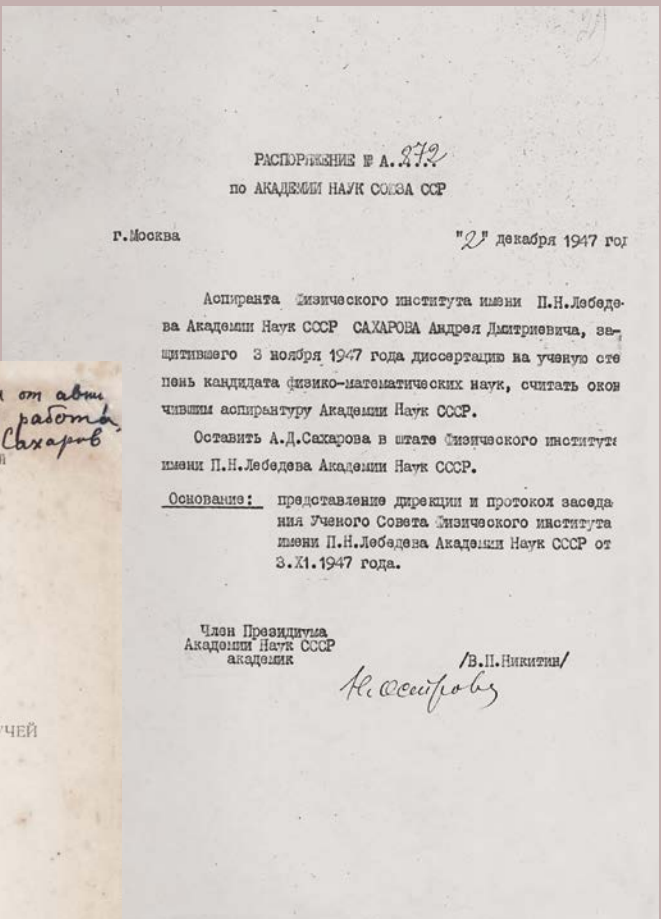 РАСПОРЯЖЕНИЕ № А. 272
по АКАДЕМИИ НАУК СОЮЗА ССР
г.Москва "2" декабря 1947 год
Аспиранта Физического института имени П.Н.Лебеде-
ва Академии Наук СССР САХАРОВА Андрея Дмитриевича, за-
щитившего 3 ноября 1947 года диссертацию на ученую сте
пень кандидата физико-математических наук, считать окон
чившим аспирантуру Академии Наук СССР.
Оставить А.Д.Сахарова в штате Физического института
имени П.Н.Лебедева Академии Наук СССР.
Основание: представление дирекции и протокол заседа
ния Ученого Совета Физического института
имени П.Н.Лебедева Академии Наук СССР от
3.XI.1947 года.
Член Президиума
Академии Наук СССР
академик /В.П.Никитин/
от
работа
Сахаров
УЧЕЙ